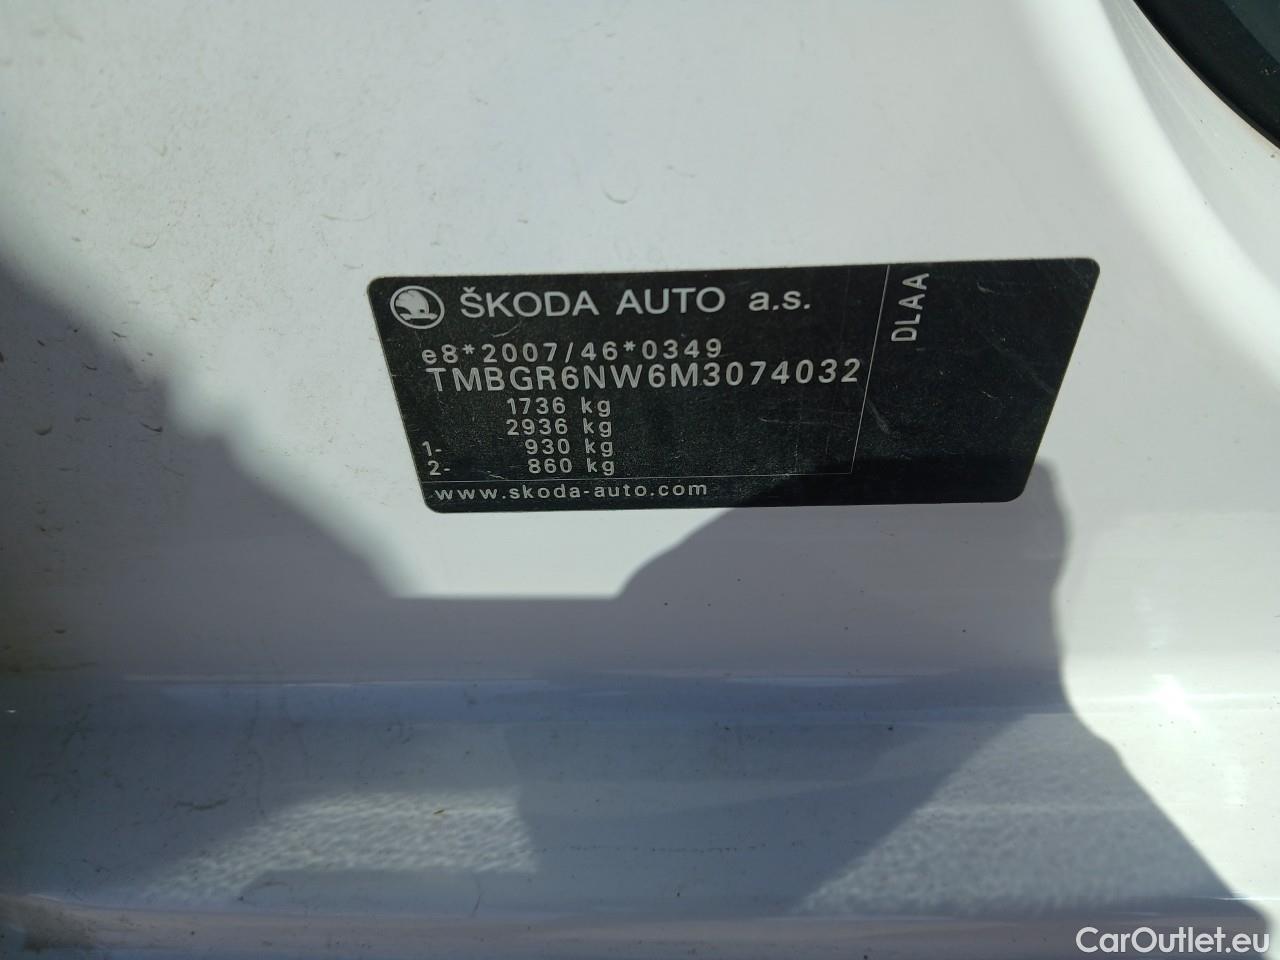 ŠKODA AUTO a.s.
DLAA
e8*2007/46*0349
TMBGR6NW6M3074032
1736 kg
2936 kg
1- 930 kg
2- 860 kg
www.skoda-auto.com
CarOutlet.eu